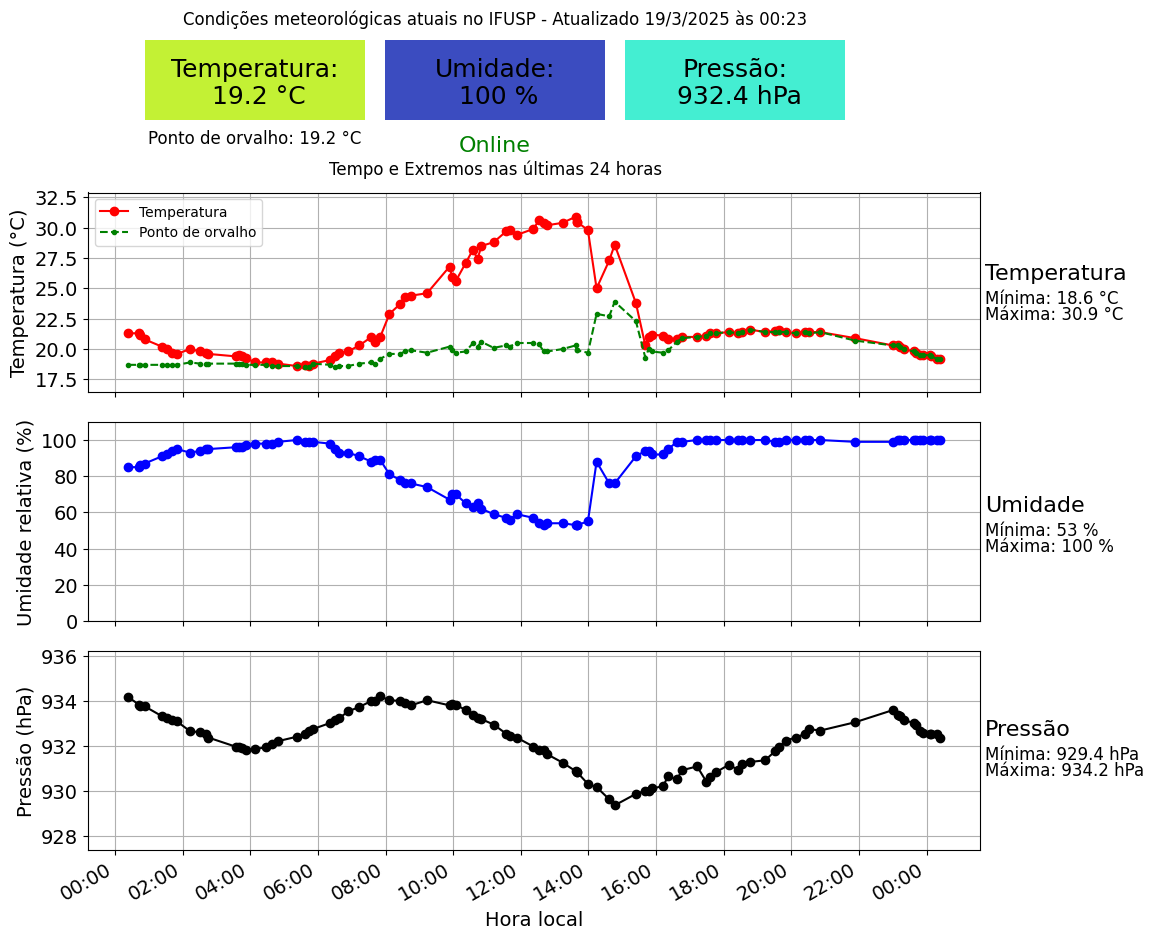 Condições meteorológicas atuais no IFUSP - Atualizado 19/3/2025 às 00:23
Temperatura:
19.2 °C
Umidade:
100 %
Pressão:
932.4 hPa
Ponto de orvalho: 19.2 °C
Online
Tempo e Extremos nas últimas 24 horas
Temperatura (°C)
32.5
30.0
27.5
25.0
22.5
20.0
17.5
Temperatura
Ponto de orvalho
Temperatura
Mínima: 18.6 °C
Máxima: 30.9 °C
Umidade relativa (%)
100
80
60
40
20
0
Umidade
Mínima: 53 %
Máxima: 100 %
Pressão (hPa)
936
934
932
930
928
Pressão
Mínima: 929.4 hPa
Máxima: 934.2 hPa
00:00 02:00 04:00 06:00 08:00 10:00 12:00 14:00 16:00 18:00 20:00 22:00 00:00
Hora local